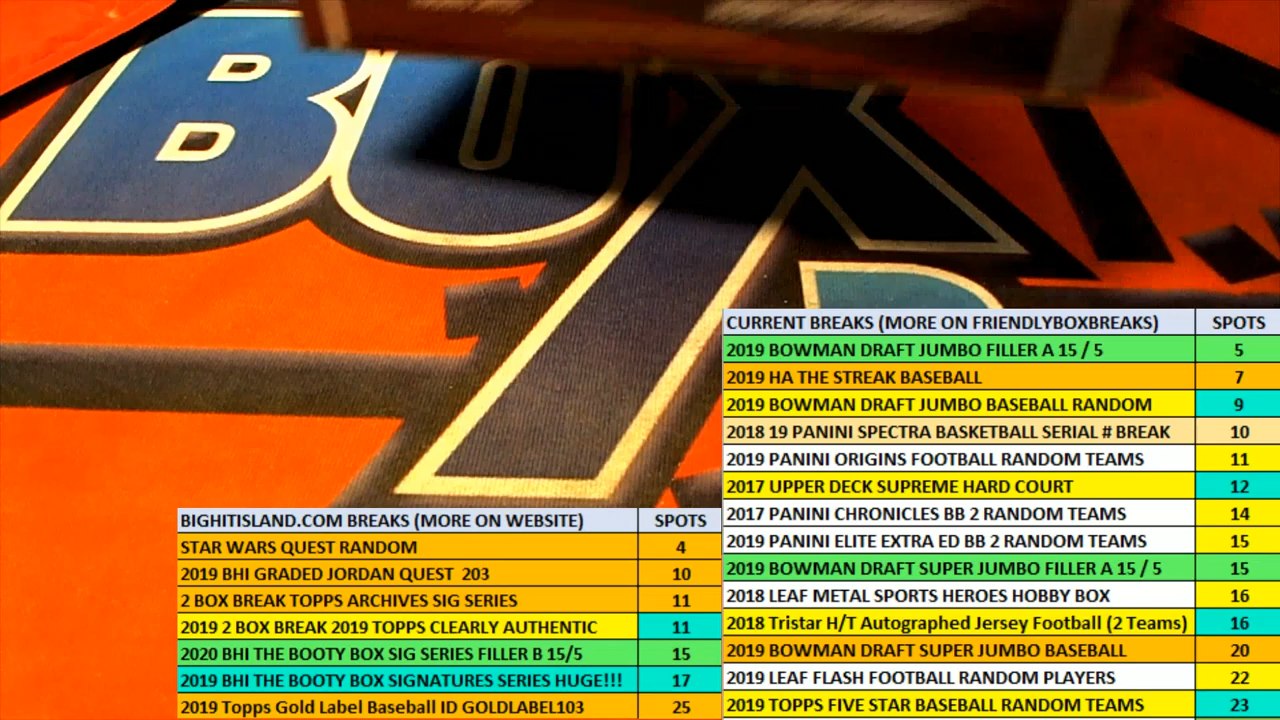 BOX
CURRENT BREAKS (MORE ON FRIENDLYBOXBREAKS) SPOTS
2019 BOWMAN DRAFT JUMBO FILLER A 15 / 5 5
2019 HA THE STREAK BASEBALL 7
2019 BOWMAN DRAFT JUMBO BASEBALL RANDOM 9
2018 19 PANINI SPECTRA BASKETBALL SERIAL # BREAK 10
2019 PANINI ORIGINS FOOTBALL RANDOM TEAMS 11
2017 UPPER DECK SUPREME HARD COURT 12
2017 PANINI CHRONICLES BB 2 RANDOM TEAMS 14
2019 PANINI ELITE EXTRA ED BB 2 RANDOM TEAMS 15
2019 BOWMAN DRAFT SUPER JUMBO FILLER A 15 / 5 15
2018 LEAF METAL SPORTS HEROES HOBBY BOX 16
2018 Tristar H/T Autographed Jersey Football (2 Teams) 16
2019 BOWMAN DRAFT SUPER JUMBO BASEBALL 20
2019 LEAF FLASH FOOTBALL RANDOM PLAYERS 22
2019 TOPPS FIVE STAR BASEBALL RANDOM TEAMS 23
BIGHITISLAND.COM BREAKS (MORE ON WEBSITE) SPOTS
STAR WARS QUEST RANDOM 4
2019 BHI GRADED JORDAN QUEST 203 10
2 BOX BREAK TOPPS ARCHIVES SIG SERIES 11
2019 2 BOX BREAK 2019 TOPPS CLEARLY AUTHENTIC 11
2020 BHI THE BOOTY BOX SIG SERIES FILLER B 15/5 15
2019 BHI THE BOOTY BOX SIGNATURES SERIES HUGE!!! 17
2019 Topps Gold Label Baseball ID GOLDLABEL103 25